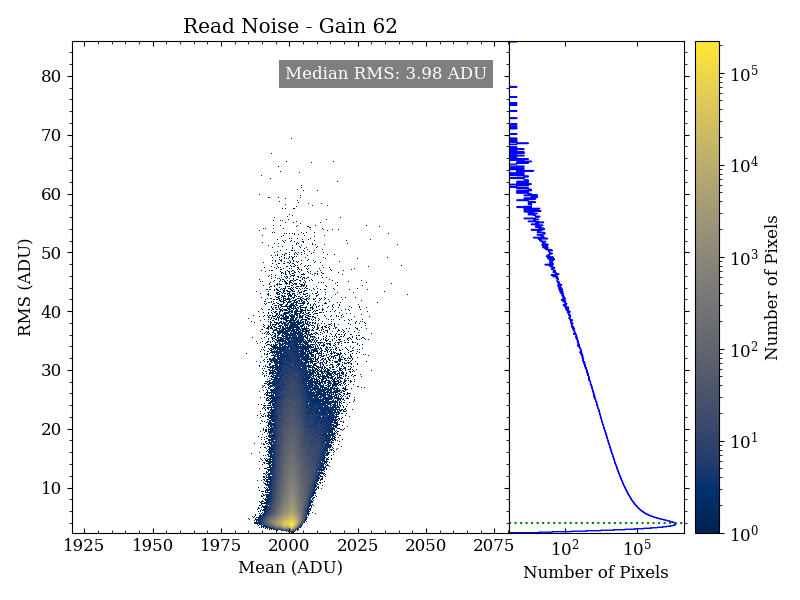 Read Noise - Gain 62
Median RMS: 3.98 ADU
RMS (ADU)
80
70
60
50
40
30
20
10
1925 1950 1975 2000 2025 2050 2075
Mean (ADU)
10² 10⁵
Number of Pixels
10⁵
10⁴
10³
10²
10¹
10⁰
Number of Pixels